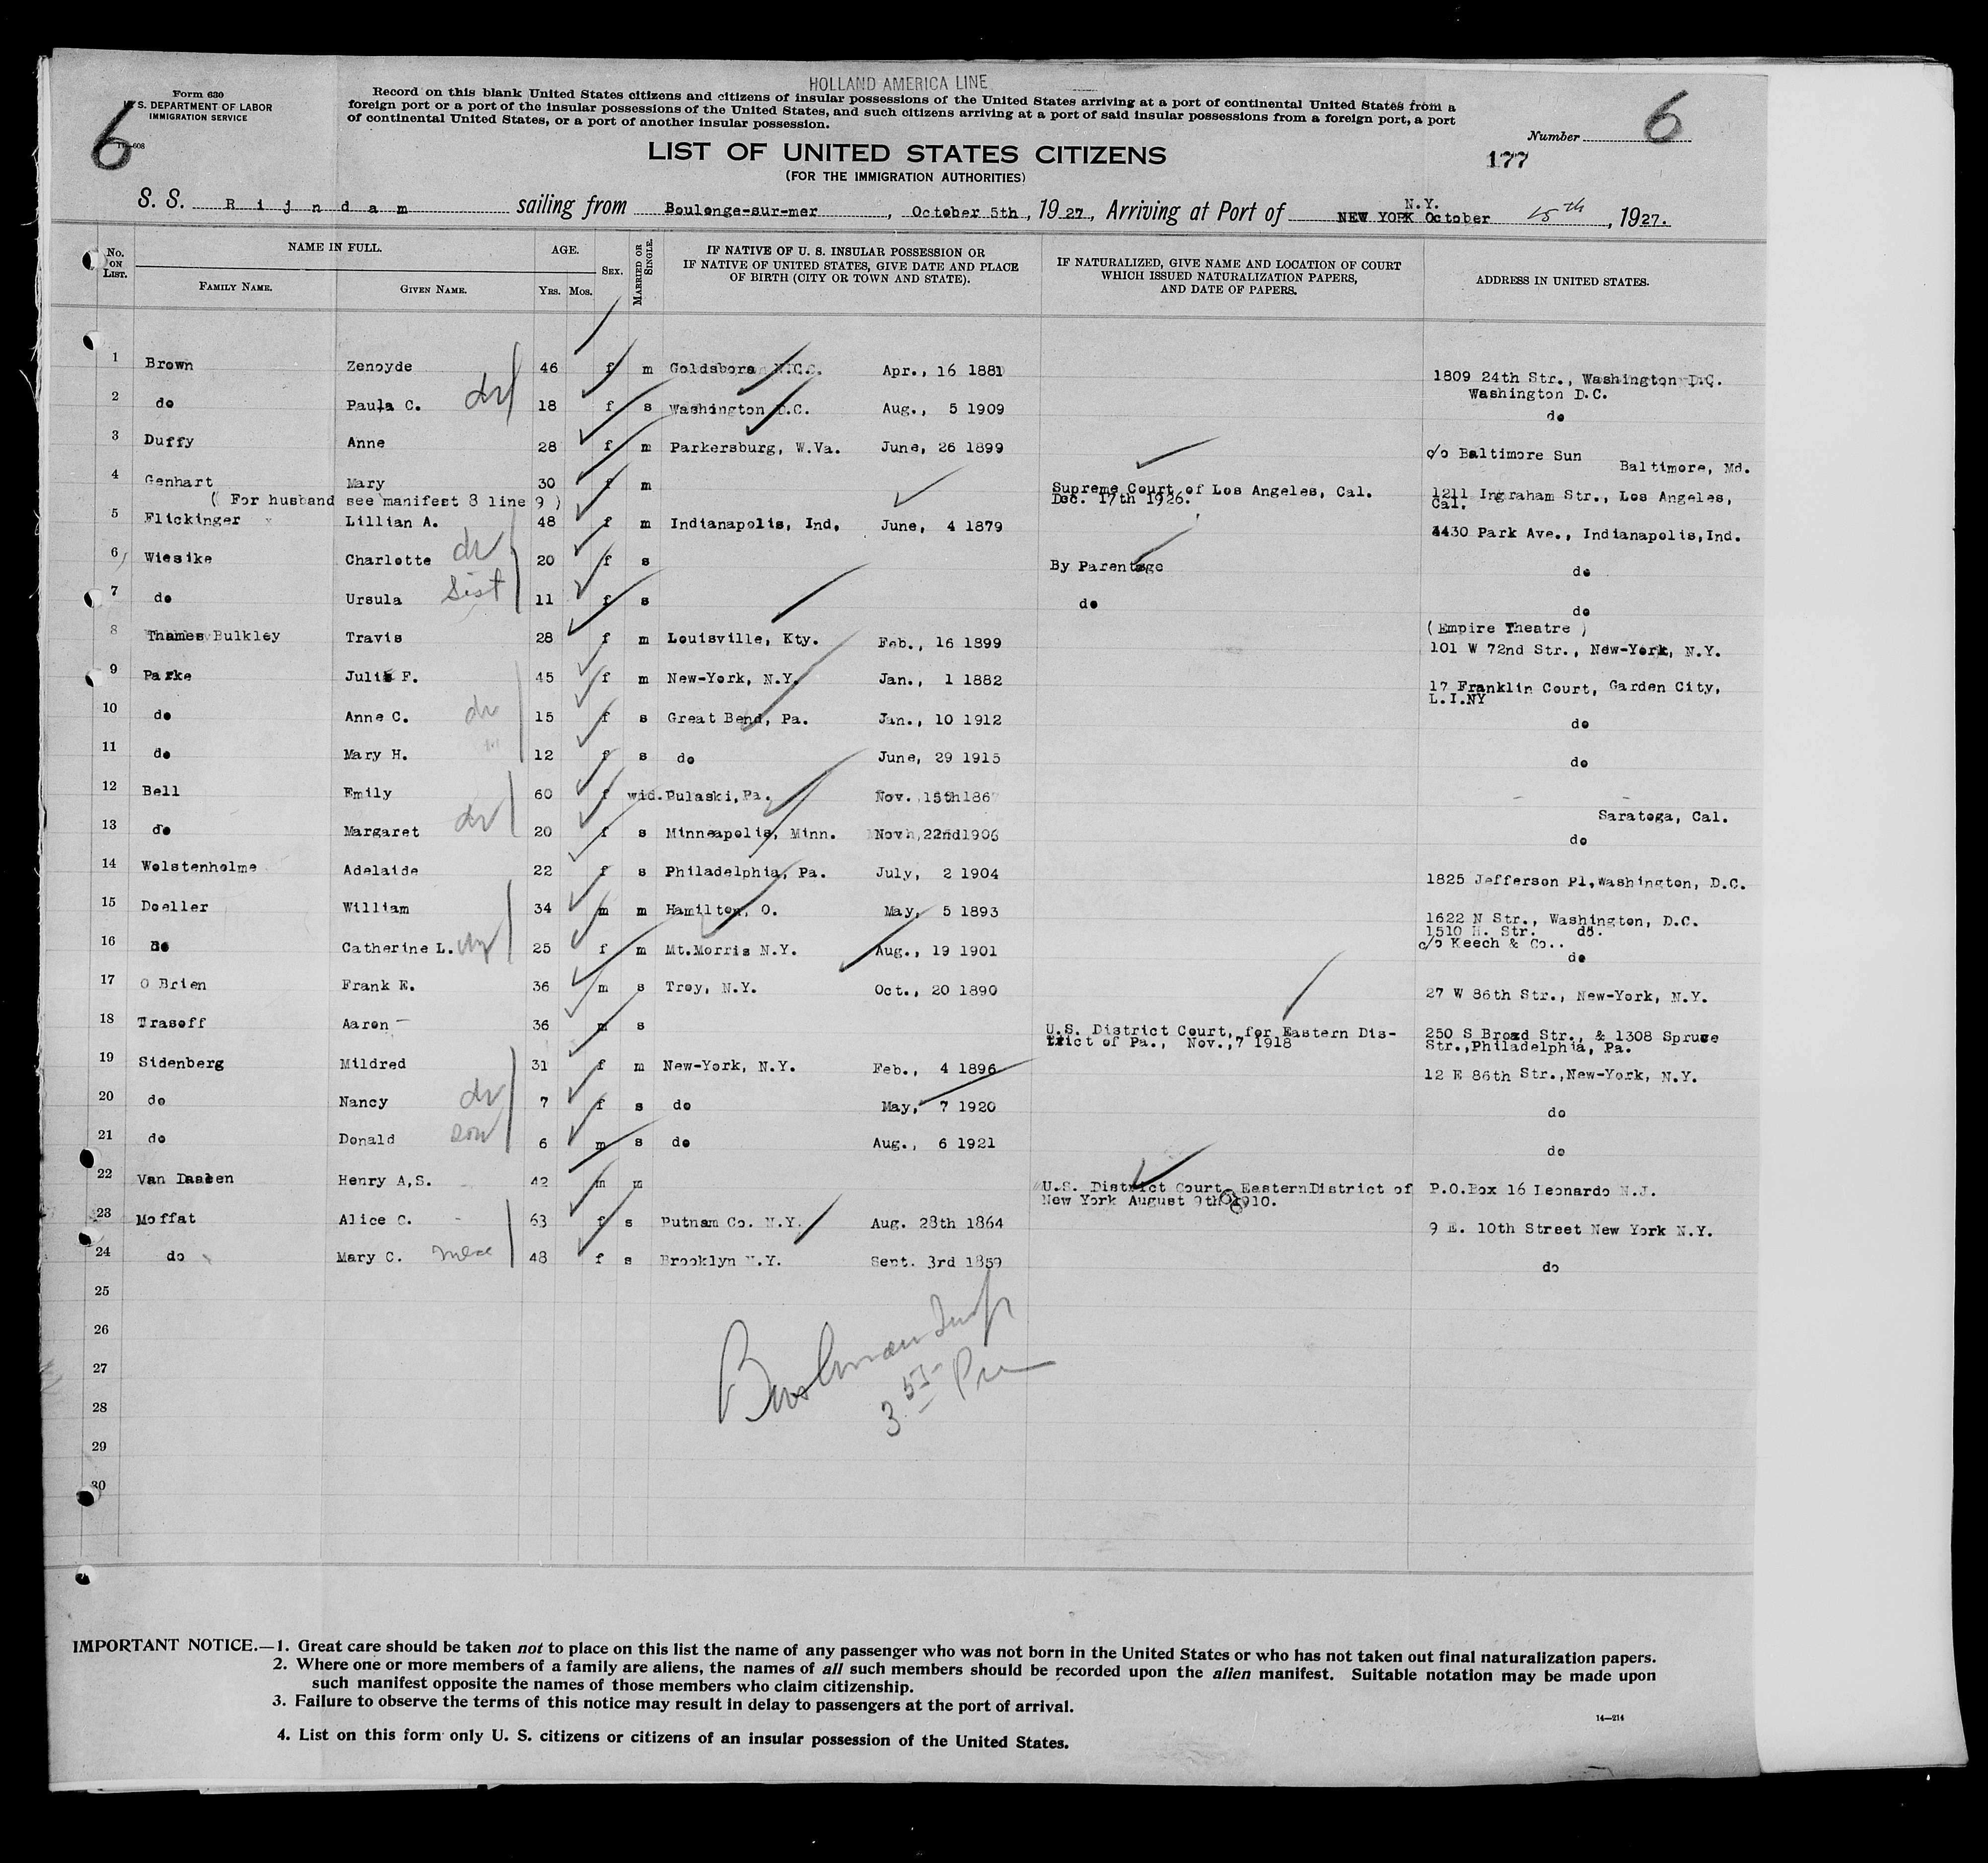 HOLLAND AMERICA LINE
Form 630
U. S. DEPARTMENT OF LABOR
IMMIGRATION SERVICE
6
Record on this blank United States citizens and citizens of insular possessions of the United States arriving at a port of continental United States from a
foreign port or a port of the insular possessions of the United States, and such citizens arriving at a port of said insular possessions from a foreign port, a port
of continental United States, or a port of another insular possession.
Number 6
177
LIST OF UNITED STATES CITIZENS
(FOR THE IMMIGRATION AUTHORITIES)
S. S. Rijndam sailing from Boulonge-sur-mer, October 5th, 1927, Arriving at Port of NEW YORK N.Y. October 15th, 1927.
No. ON LIST. NAME IN FULL. AGE. SEX. MARRIED OR SINGLE. IF NATIVE OF U. S. INSULAR POSSESSION OR IF NATIVE OF UNITED STATES, GIVE DATE AND PLACE OF BIRTH (CITY OR TOWN AND STATE). IF NATURALIZED, GIVE NAME AND LOCATION OF COURT WHICH ISSUED NATURALIZATION PAPERS, AND DATE OF PAPERS. ADDRESS IN UNITED STATES.
FAMILY NAME. GIVEN NAME. YRS. MOS.
1 Brown Zenoyde 46 f m Goldsboro N.C. Apr., 16 1881 1809 24th Str., Washington D.C.
Washington D.C.
2 do Paula C. dr 18 f s Washington D.C. Aug., 5 1909 do
3 Duffy Anne 28 f m Parkersburg, W.Va. June, 26 1899 c/o Baltimore Sun
Baltimore, Md.
4 Genhart Mary 30 f m Supreme Court of Los Angeles, Cal. 1211 Ingraham Str., Los Angeles,
( For husband see manifest 8 line 9 ) Dec. 17th 1926. Cal.
5 Flickinger Lillian A. 48 f m Indianapolis, Ind, June, 4 1879 4430 Park Ave., Indianapolis,Ind.
6 Wiesike Charlotte dr 20 f s By Parentage do
7 do Ursula Sist 11 f s do do
8 Thames Bulkley Travis 28 f m Louisville, Kty. Feb., 16 1899 (Empire Theatre )
101 W 72nd Str., New-York, N.Y.
9 Parke Julia F. 45 f m New-York, N.Y. Jan., 1 1882 17 Franklin Court, Garden City,
L.I.NY
10 do Anne C. dr 15 f s Great Bend, Pa. Jan., 10 1912 do
11 do Mary H. 12 f s do June, 29 1915 do
12 Bell Emily 60 f wid. Pulaski,Pa. Nov. 15th 1867 Saratoga, Cal.
13 do Margaret dr 20 f s Minneapolis, Minn. Nov, 22nd 1906 do
14 Wolstenholme Adelaide 22 f s Philadelphia, Pa. July, 2 1904 1825 Jefferson Pl,Washington, D.C.
15 Doeller William 34 m m Hamilton, O. May, 5 1893 1622 N Str., Washington, D.C.
1510 H. Str. do.
16 do Catherine L. 25 f m Mt.Morris N.Y. Aug., 19 1901 c/o Keech & Co..
do
17 O Brien Frank E. 36 m s Troy, N.Y. Oct., 20 1890 27 W 86th Str., New-York, N.Y.
18 Trasoff Aaron 36 m s U.S. District Court, for Eastern Dis- 250 S Broad Str., & 1308 Spruce
trict of Pa., Nov.,7 1918 Str.,Philadelphia, Pa.
19 Sidenberg Mildred 31 f m New-York, N.Y. Feb., 4 1896 12 E 86th Str.,New-York, N.Y.
20 do Nancy dr 7 f s do May, 7 1920 do
21 do Donald son 6 m s do Aug., 6 1921 do
22 Van Daalen Henry A.S. 42 m m U.S. District Court, EasternDistrict of P.O.Box 16 Leonardo N.J.
New York August 9th 1910.
23 Moffat Alice C. 63 f s Putnam Co. N.Y. Aug. 28th 1864 9 E. 10th Street New York N.Y.
24 do Mary C. niece 48 f s Brooklyn N.Y. Sept. 3rd 1859 do
25
26
27
28
29
30
3 55 Pm
IMPORTANT NOTICE.—1. Great care should be taken not to place on this list the name of any passenger who was not born in the United States or who has not taken out final naturalization papers.
2. Where one or more members of a family are aliens, the names of all such members should be recorded upon the alien manifest. Suitable notation may be made upon
such manifest opposite the names of those members who claim citizenship.
3. Failure to observe the terms of this notice may result in delay to passengers at the port of arrival.
14—214
4. List on this form only U. S. citizens or citizens of an insular possession of the United States.